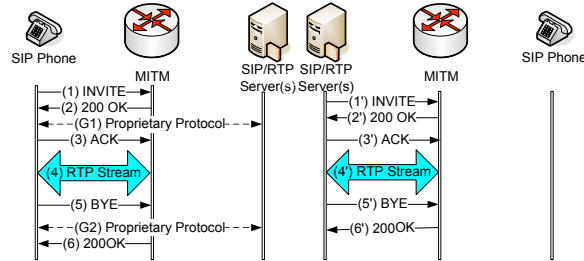 SIP Phone
MITM
SIP/RTP
Server(s)
SIP/RTP
Server(s)
MITM
SIP Phone
(1) INVITE
(2) 200 OK
(G1) Proprietary Protocol
(3) ACK
(4) RTP Stream
(5) BYE
(G2) Proprietary Protocol
(6) 200OK
(1') INVITE
(2') 200 OK
(3') ACK
(4') RTP Stream
(5') BYE
(6') 200OK